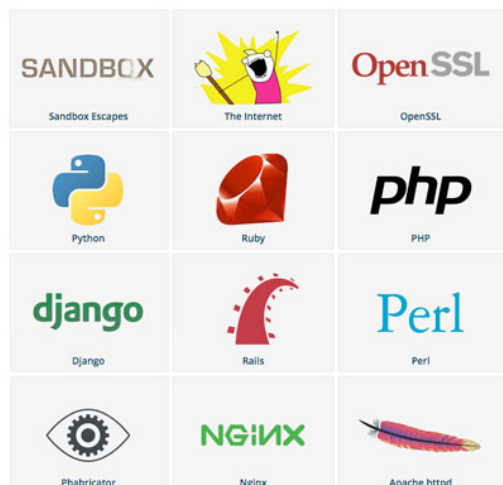 SANDBOX
Sandbox Escapes
The Internet
OpenSSL
OpenSSL
Python
Ruby
php
PHP
django
Django
Rails
Perl
Perl
Phabricator
NGiNX
Nginx
Apache httpd